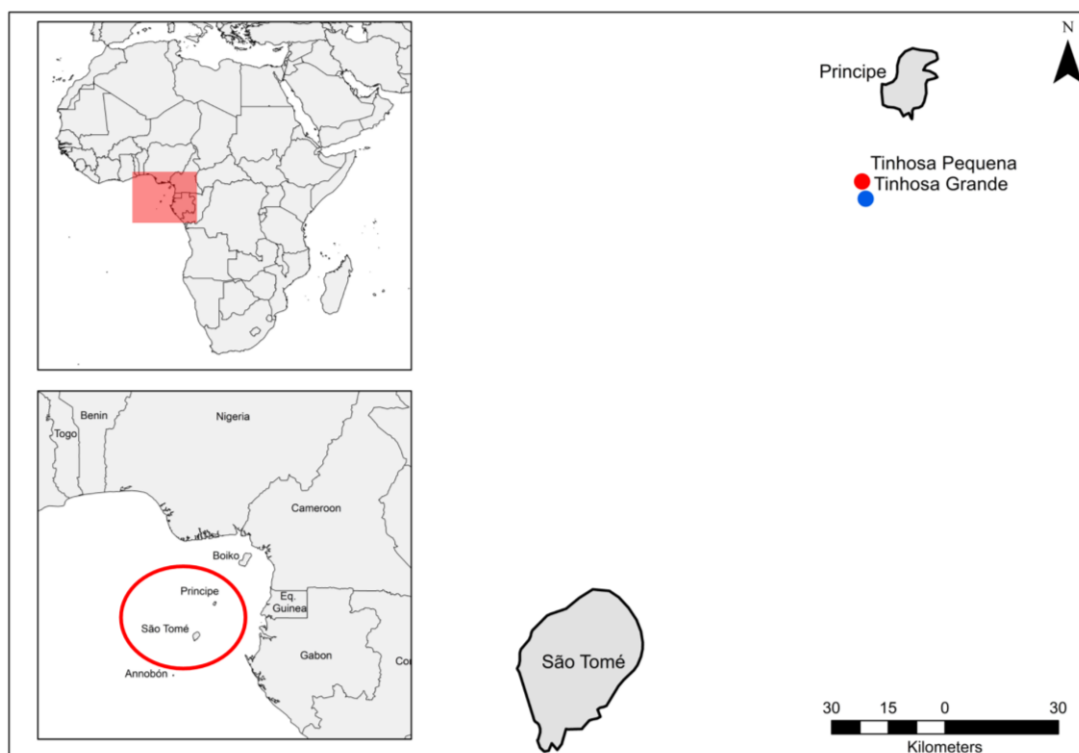 N
Principe
Tinhosa Pequena
Tinhosa Grande
Benin
Togo
Nigeria
Cameroon
Boiko
Principe
Eq.
Guinea
São Tomé
Gabon
Co
Annobón
São Tomé
30 15 0 30
Kilometers